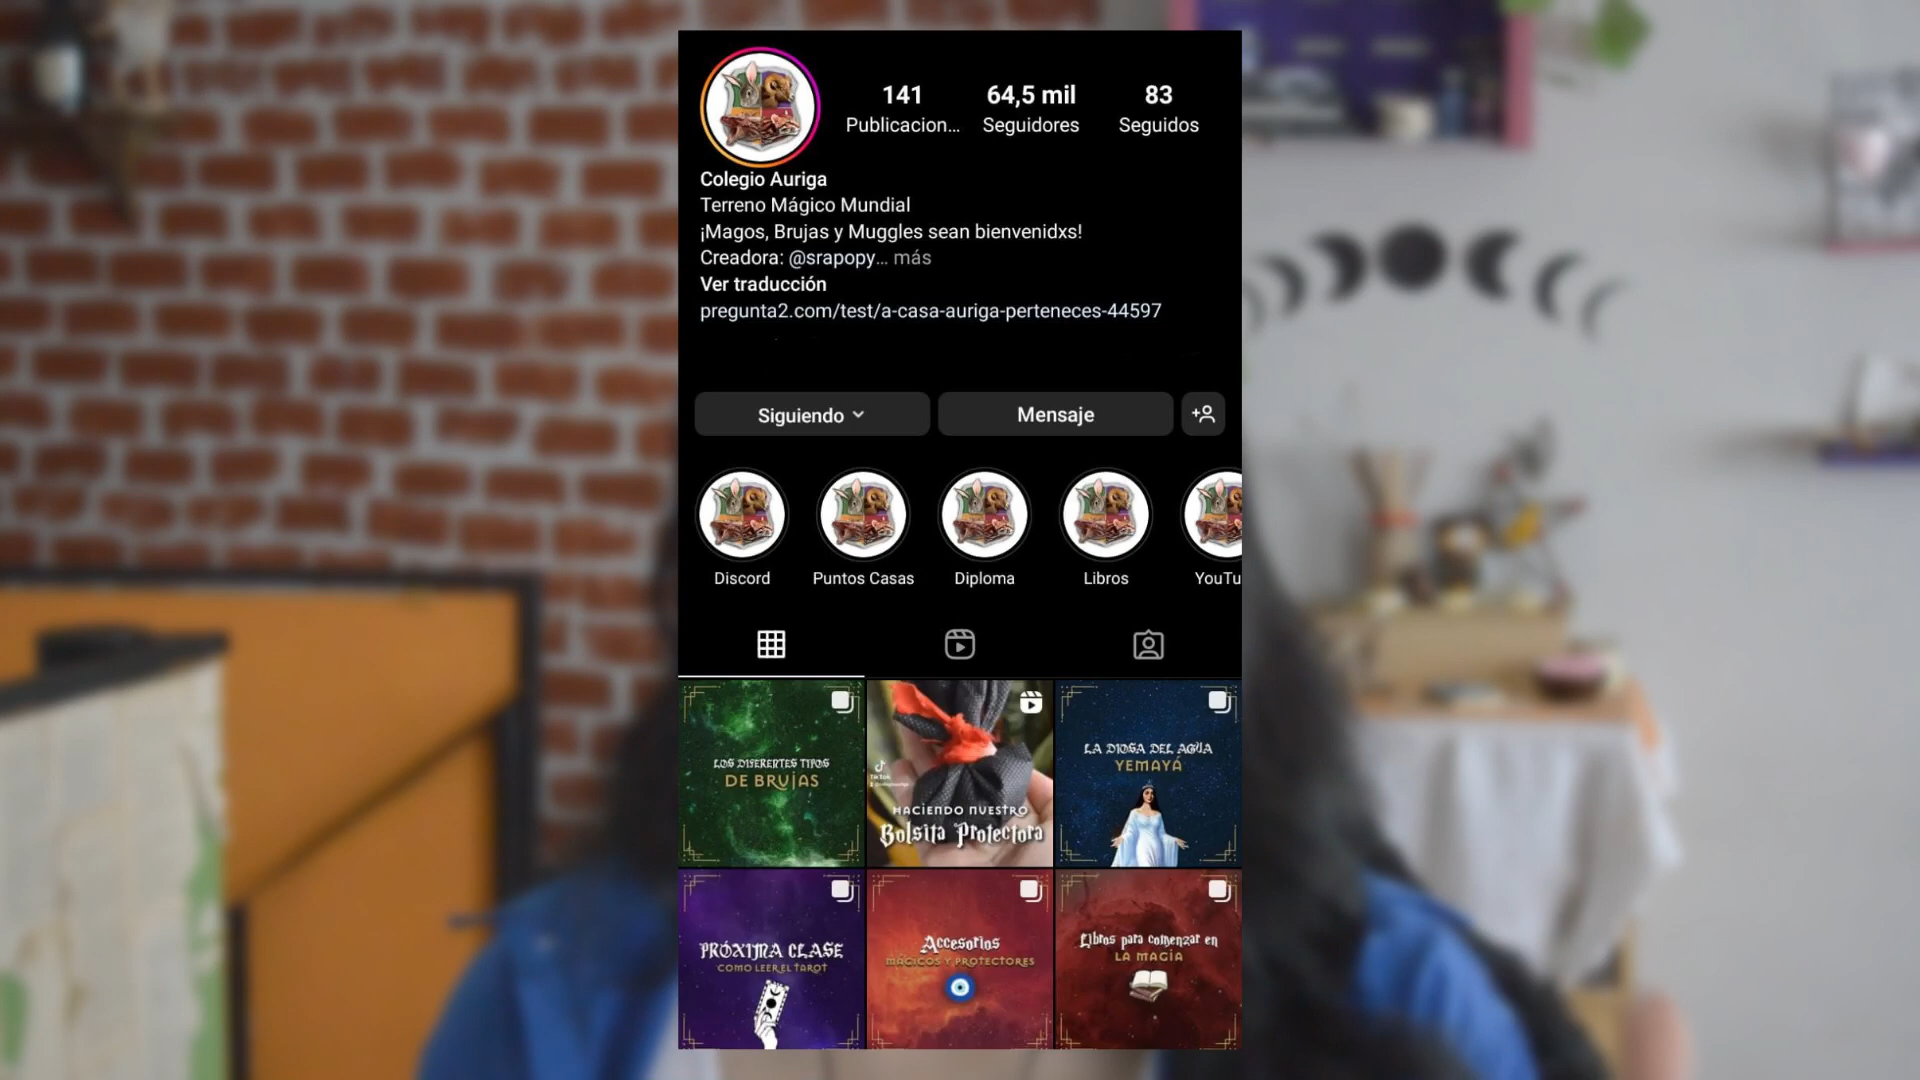 141
64,5 mil
83
Publicacion...
Seguidores
Seguidos
Colegio Auriga
Terreno Mágico Mundial
¡Magos, Brujas y Muggles sean bienvenidxs!
Creadora: @srapopy... más
Ver traducción
pregunta2.com/test/a-casa-auriga-perteneces-44597
Siguiendo
Mensaje
Discord
Puntos Casas
Diploma
Libros
YouTu
LOS DIFERENTES TIPOS
DE BRUJAS
TikTok
HACIENDO NUESTRO
Bolsita Protectora
LA DIOSA DEL AGUA
YEMAYÁ
PRÓXIMA CLASE
COMO LEER EL TAROT
Accesorios
MÁGICOS Y PROTECTORES
Libros para comenzar en
LA MAGIA